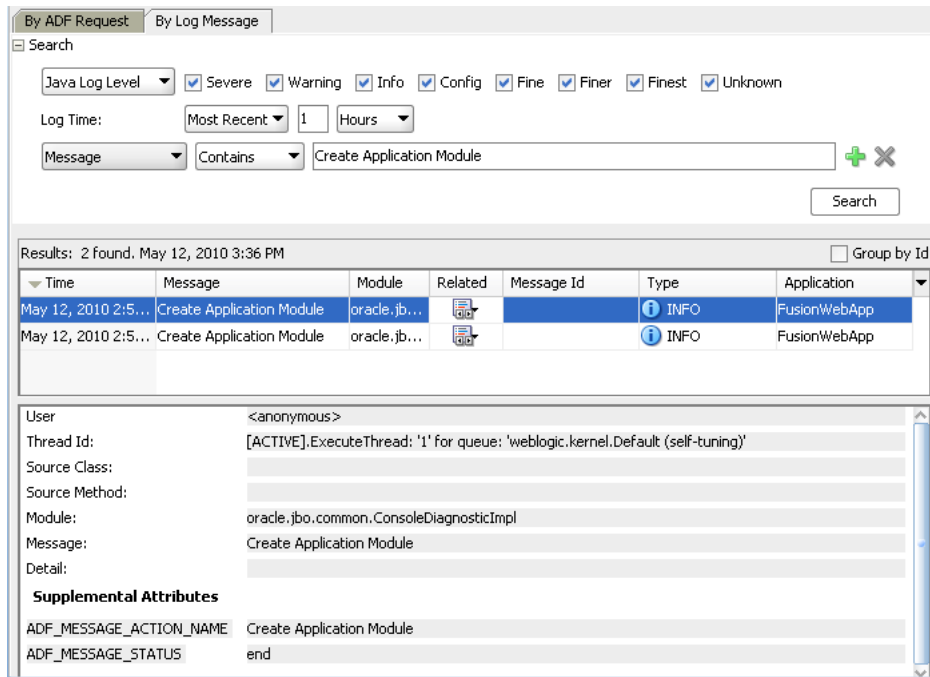 By ADF Request By Log Message
Search
Java Log Level Severe Warning Info Config Fine Finer Finest Unknown
Log Time: Most Recent 1 Hours
Message Contains Create Application Module
Search
Results: 2 found. May 12, 2010 3:36 PM Group by Id
Time Message Module Related Message Id Type Application
May 12, 2010 2:5... Create Application Module oracle.jb... INFO FusionWebApp
May 12, 2010 2:5... Create Application Module oracle.jb... INFO FusionWebApp
User <anonymous>
Thread Id: [ACTIVE].ExecuteThread: '1' for queue: 'weblogic.kernel.Default (self-tuning)'
Source Class:
Source Method:
Module: oracle.jbo.common.ConsoleDiagnosticImpl
Message: Create Application Module
Detail:
Supplemental Attributes
ADF_MESSAGE_ACTION_NAME Create Application Module
ADF_MESSAGE_STATUS end